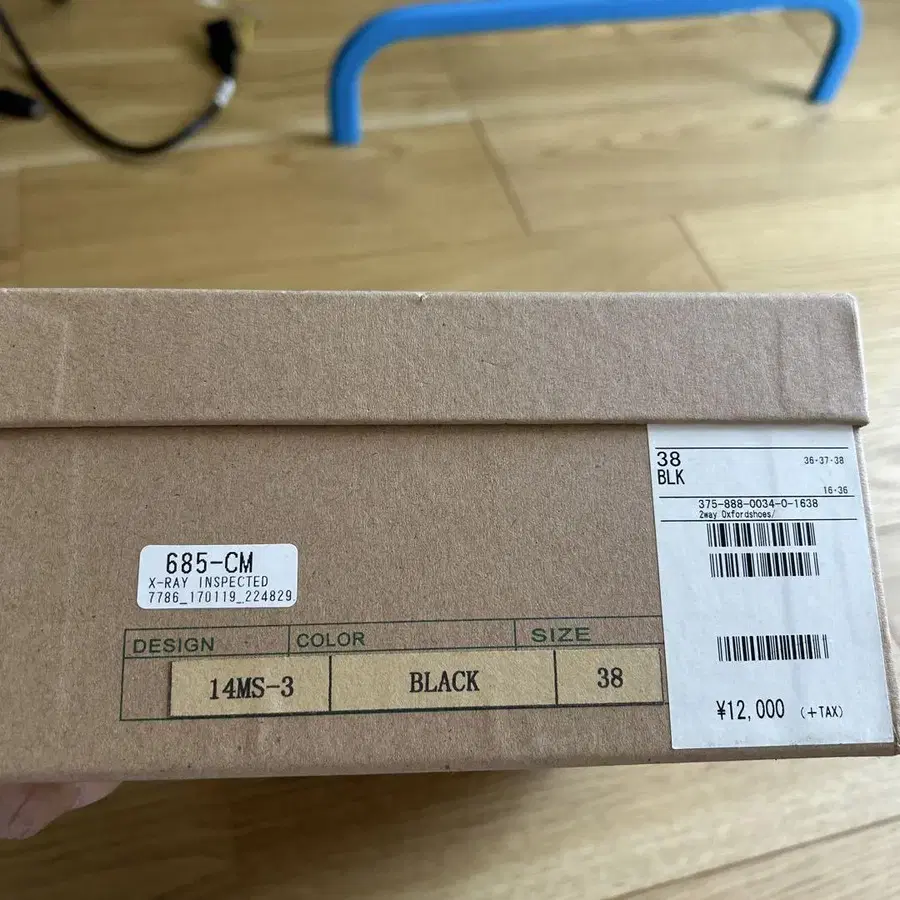 38
36・37・38
BLK
16・36
375-888-0034-0-1638
2way Oxfordshoes/
685-CM
X-RAY INSPECTED
7786_170119_224829
DESIGN COLOR SIZE
14MS-3 BLACK 38
¥12,000 (+TAX)